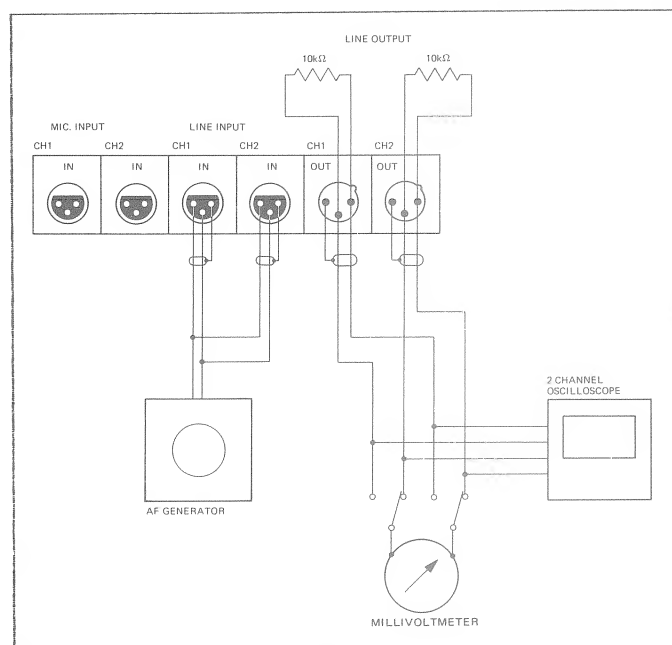 LINE OUTPUT
10kΩ 10kΩ
MIC. INPUT LINE INPUT
CH1 CH2 CH1 CH2 CH1 CH2
IN IN IN IN OUT OUT
2 CHANNEL
OSCILLOSCOPE
AF GENERATOR
MILLIVOLTMETER